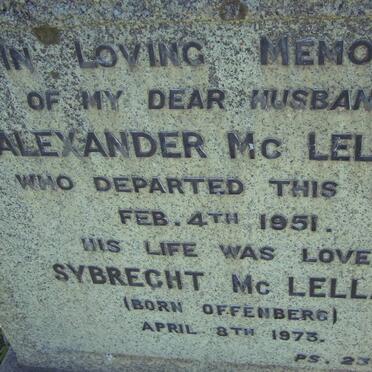 IN LOVING MEMO
OF MY DEAR HUSBAN
ALEXANDER Mc LEL
WHO DEPARTED THIS
FEB. 4TH 1951.
HIS LIFE WAS LOVE
SYBRECHT Mc LELL
(BORN OFFENBERG)
APRIL 8TH 1973.
PS. 23